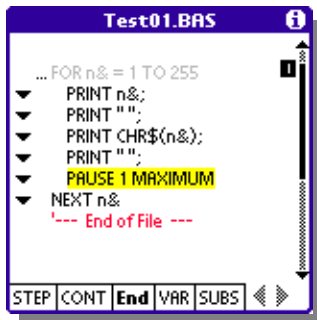 Test01.BAS
... FOR n& = 1 TO 255
PRINT n&;
PRINT " ";
PRINT CHR$(n&);
PRINT " ";
PAUSE 1 MAXIMUM
NEXT n&
'--- End of File ---
STEP CONT End VAR SUBS